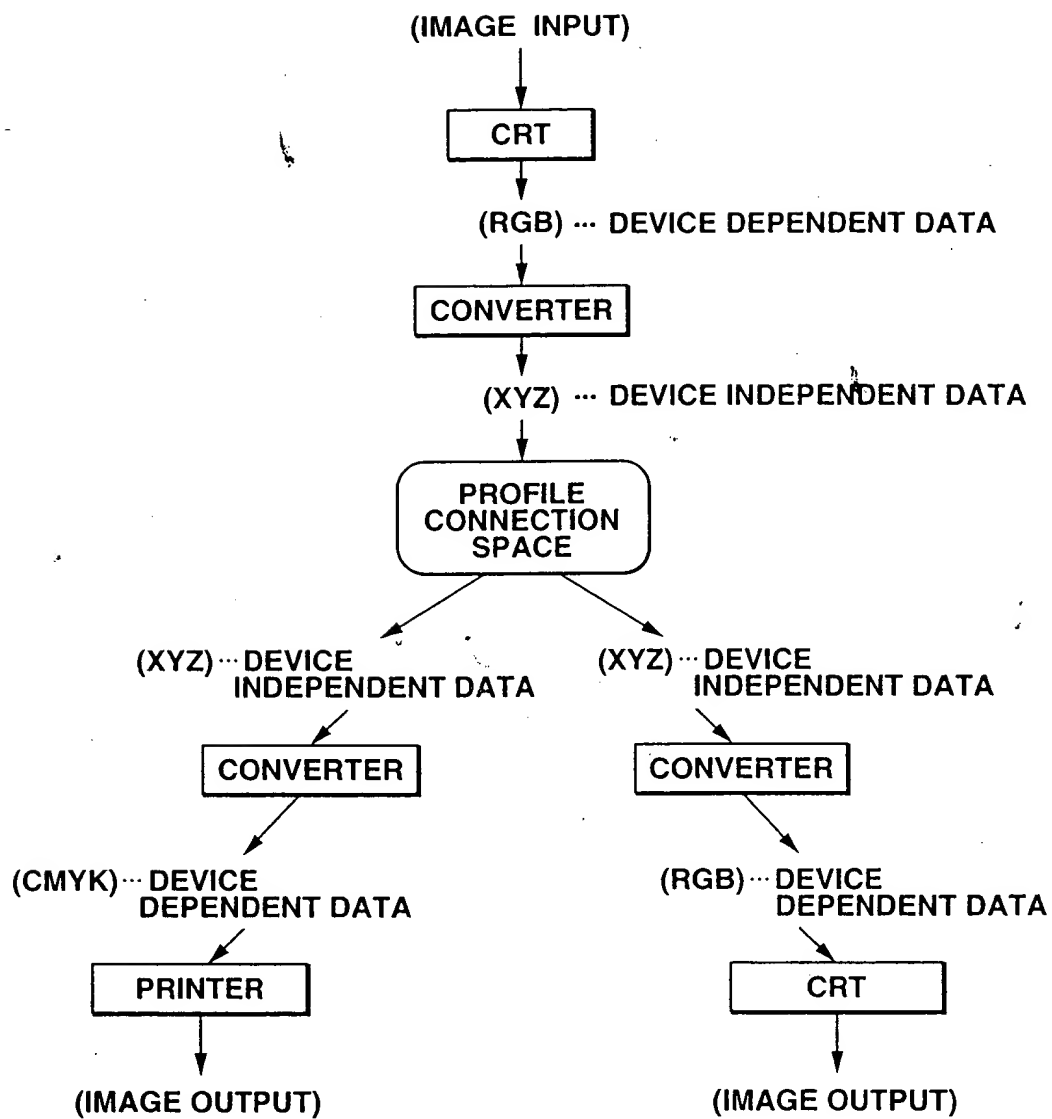 (IMAGE INPUT)
CRT
(RGB) ··· DEVICE DEPENDENT DATA
CONVERTER
(XYZ) ··· DEVICE INDEPENDENT DATA
PROFILE
CONNECTION
SPACE
(XYZ) ··· DEVICE
INDEPENDENT DATA
(XYZ) ··· DEVICE
INDEPENDENT DATA
CONVERTER
CONVERTER
(CMYK) ··· DEVICE
DEPENDENT DATA
(RGB) ··· DEVICE
DEPENDENT DATA
PRINTER
CRT
(IMAGE OUTPUT)
(IMAGE OUTPUT)